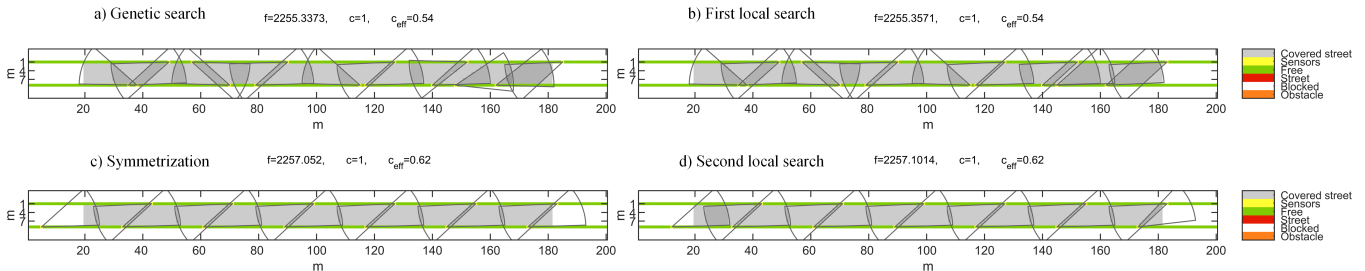 a) Genetic search
f=2255.3373, c=1, c_eff=0.54
m
1
4
7
20 40 60 80 100 120 140 160 180 200
m
b) First local search
f=2255.3571, c=1, c_eff=0.54
m
1
4
7
20 40 60 80 100 120 140 160 180 200
m
Covered street
Sensors
Free
Street
Blocked
Obstacle
c) Symmetrization
f=2257.052, c=1, c_eff=0.62
m
1
4
7
20 40 60 80 100 120 140 160 180 200
m
d) Second local search
f=2257.1014, c=1, c_eff=0.62
m
1
4
7
20 40 60 80 100 120 140 160 180 200
m
Covered street
Sensors
Free
Street
Blocked
Obstacle